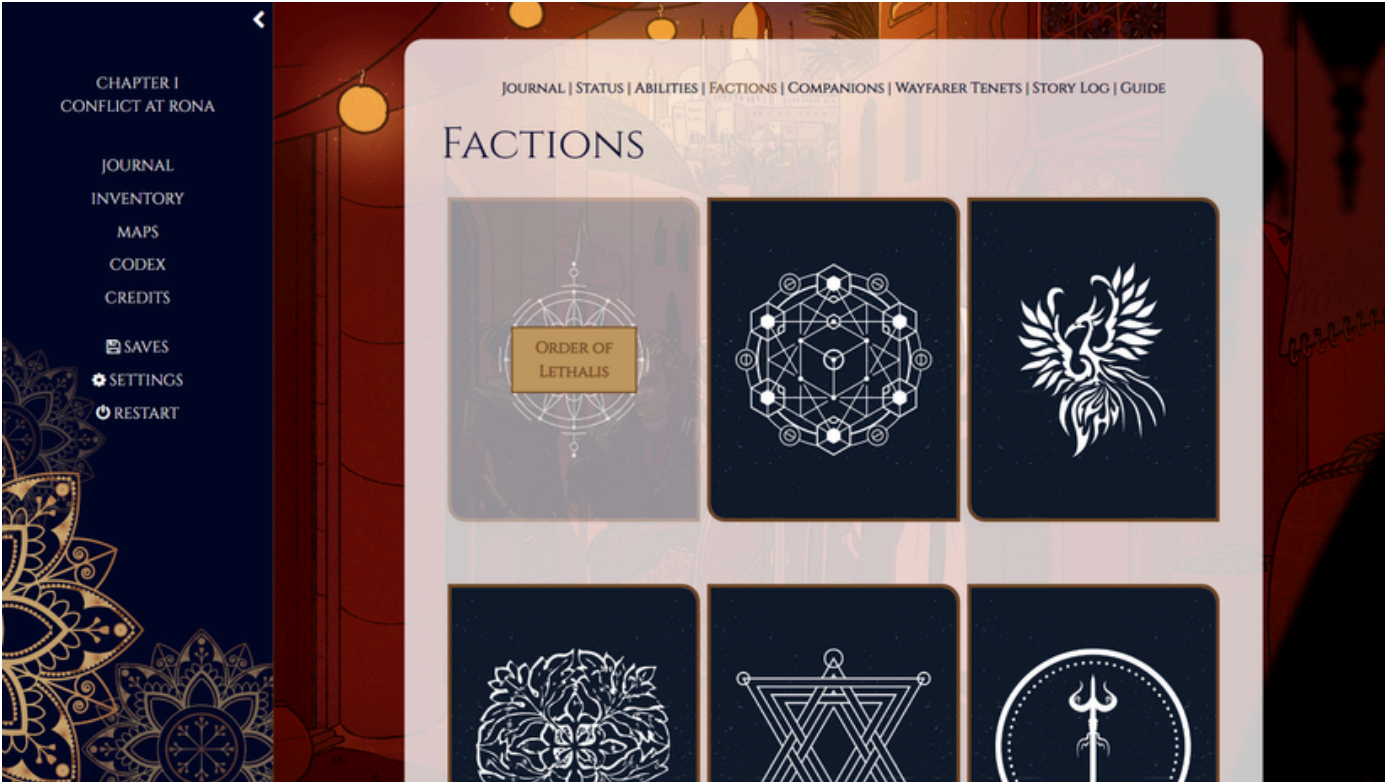 CHAPTER I
CONFLICT AT RONA
JOURNAL
INVENTORY
MAPS
CODEX
CREDITS
SAVES
SETTINGS
RESTART
JOURNAL | STATUS | ABILITIES | FACTIONS | COMPANIONS | WAYFARER TENETS | STORY LOG | GUIDE
FACTIONS
ORDER OF
LETHALIS